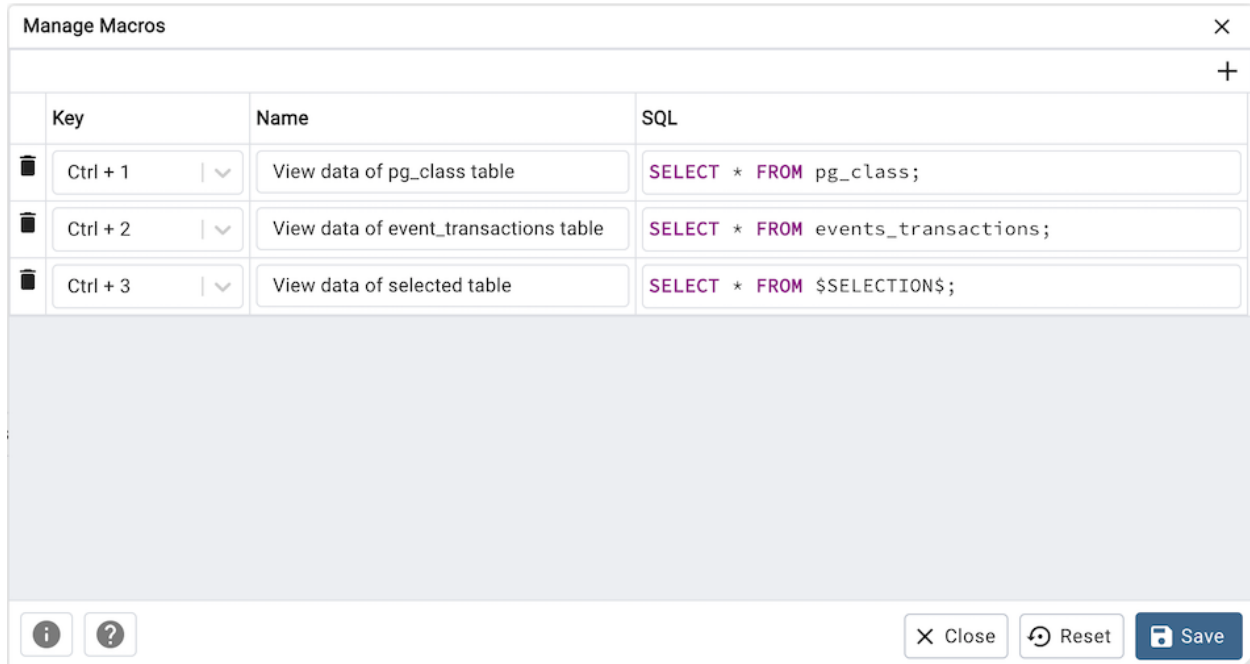 Manage Macros
Key Name SQL
Ctrl + 1 View data of pg_class table SELECT * FROM pg_class;
Ctrl + 2 View data of event_transactions table SELECT * FROM events_transactions;
Ctrl + 3 View data of selected table SELECT * FROM $SELECTION$;
Close Reset Save